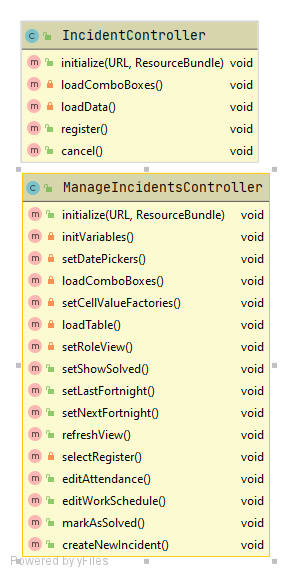 C IncidentController
m initialize(URL, ResourceBundle) void
m loadComboBoxes() void
m loadData() void
m register() void
m cancel() void
C ManageIncidentsController
m initialize(URL, ResourceBundle) void
m initVariables() void
m setDatePickers() void
m loadComboBoxes() void
m setCellValueFactories() void
m loadTable() void
m setRoleView() void
m setShowSolved() void
m setLastFortnight() void
m setNextFortnight() void
m refreshView() void
m selectRegister() void
m editAttendance() void
m editWorkSchedule() void
m markAsSolved() void
m createNewIncident() void
Powered by yFiles